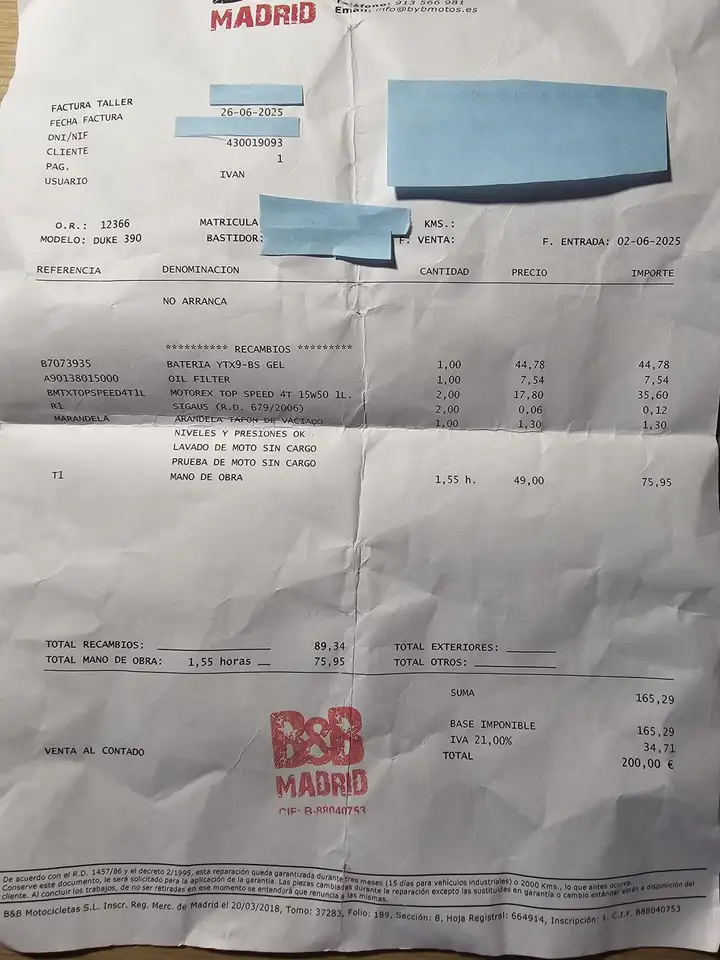 MADRID
Teléfono: 913 566 981
Email: info@bybmotos.es
FACTURA TALLER
FECHA FACTURA 26-06-2025
DNI/NIF
CLIENTE 430019093
PAG. 1
USUARIO IVAN
O.R.: 12366 MATRICULA KMS.:
MODELO: DUKE 390 BASTIDOR: F. VENTA: F. ENTRADA: 02-06-2025
REFERENCIA DENOMINACION CANTIDAD PRECIO IMPORTE
NO ARRANCA
********** RECAMBIOS *********
B7073935 BATERIA YTX9-BS GEL 1,00 44,78 44,78
A90138015000 OIL FILTER 1,00 7,54 7,54
BMTXTOPSPEED4T1L MOTOREX TOP SPEED 4T 15w50 1L. 2,00 17,80 35,60
R1 SIGAUS (R.D. 679/2006) 2,00 0,06 0,12
MARANDELA ARANDELA TAPON DE VACIADO 1,00 1,30 1,30
NIVELES Y PRESIONES OK
LAVADO DE MOTO SIN CARGO
PRUEBA DE MOTO SIN CARGO
T1 MANO DE OBRA 1,55 h. 49,00 75,95
TOTAL RECAMBIOS: 89,34 TOTAL EXTERIORES:
TOTAL MANO DE OBRA: 1,55 horas 75,95 TOTAL OTROS:
SUMA 165,29
BASE IMPONIBLE 165,29
IVA 21,00% 34,71
TOTAL 200,00 €
VENTA AL CONTADO
B&B
MADRID
CIF: B-88040753
De acuerdo con el R.D. 1457/86 y el decreto 2/1995, esta reparación queda garantizada durante tres meses (15 días para vehículos industriales) o 2000 Kms., lo que antes ocurra.
Conserve este documento, le será solicitado para la aplicación de la garantía. Las piezas cambiadas durante la reparación excepto las sustituidas en garantía o cambio estándar están a disposición del
cliente. Al concluir los trabajos, de no ser retiradas en ese momento se entenderá que renuncia a las mismas.
B&B Motocicletas S.L. Inscr. Reg. Merc. de Madrid el 20/03/2018, Tomo: 37283, Folio: 189, Sección: 8, Hoja Registral: 664914, Inscripción: 1. C.I.F. B88040753